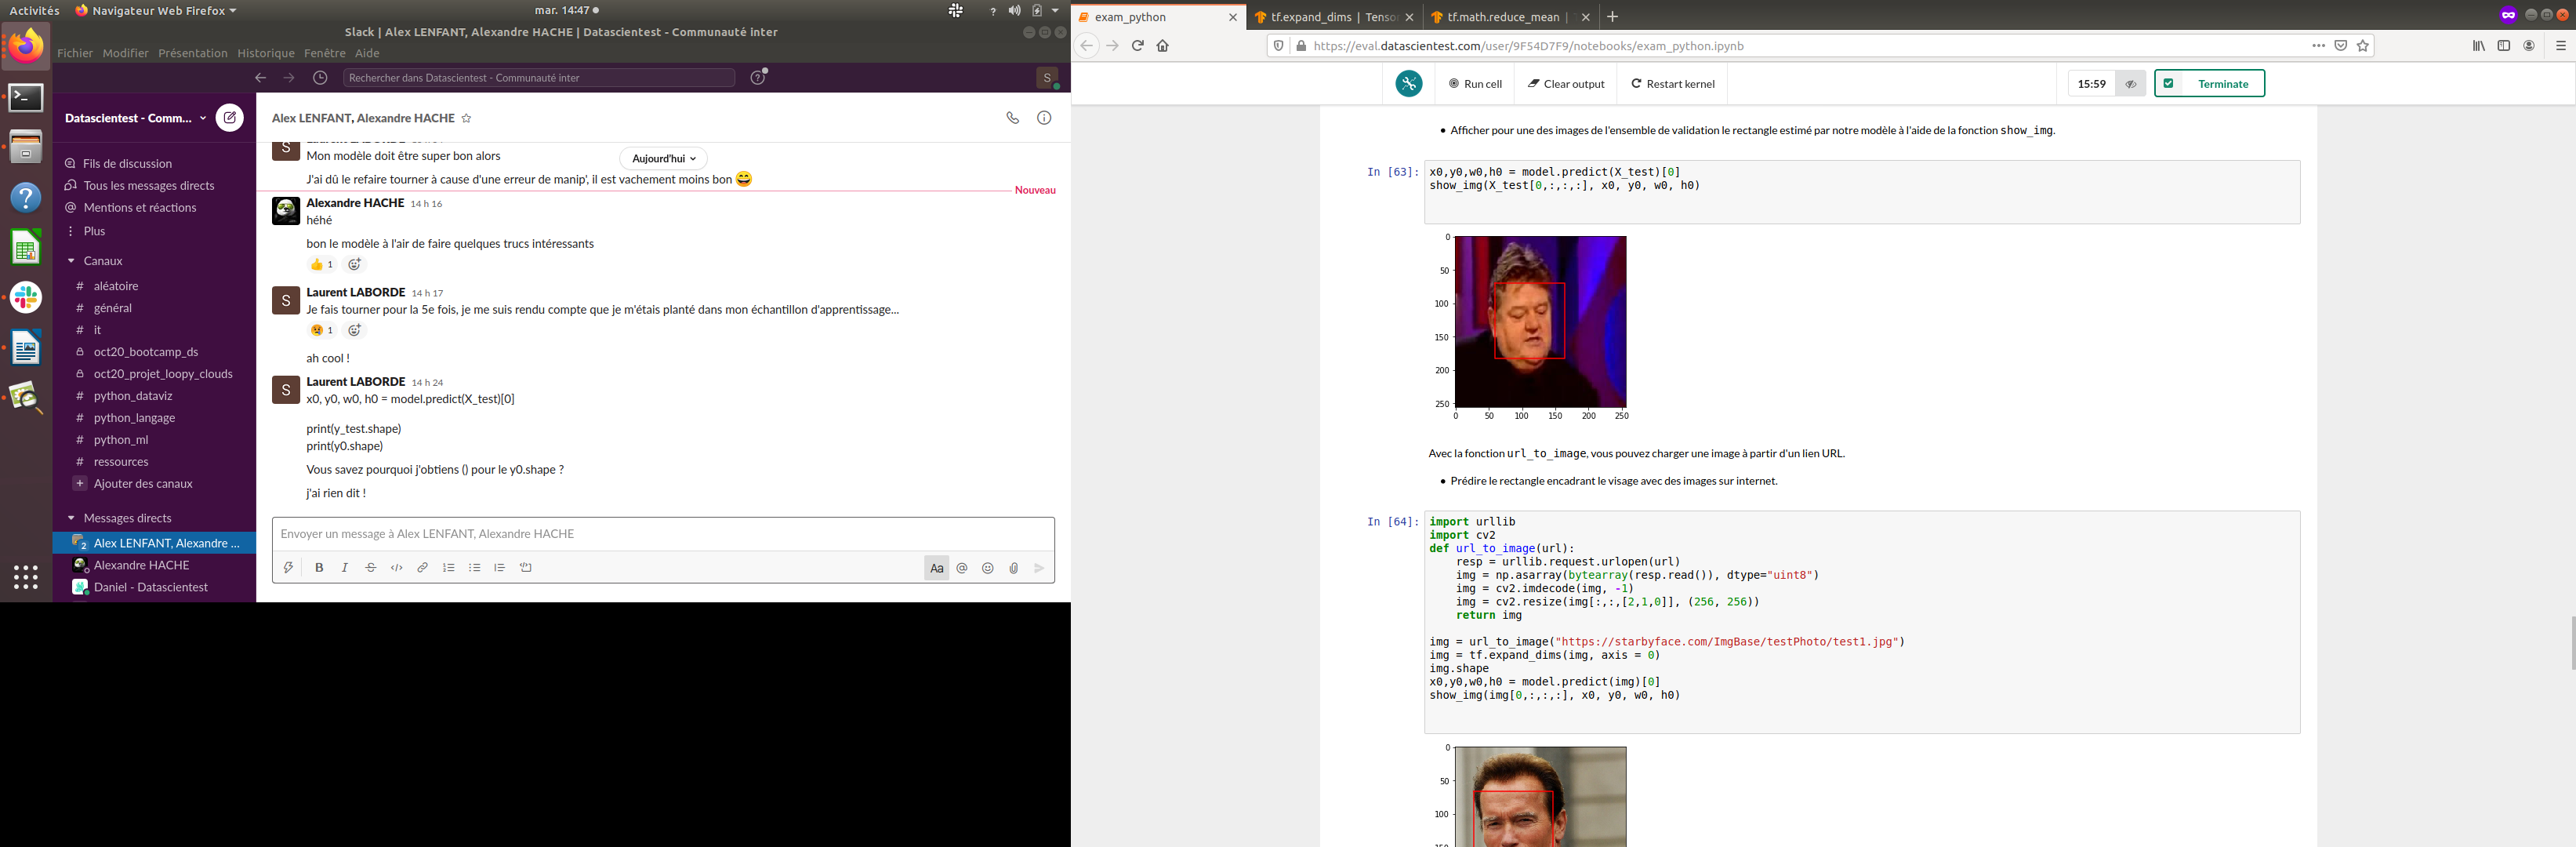 Activités
Navigateur Web Firefox
mar. 14:47
Slack | Alex LENFANT, Alexandre HACHE | Datascientest - Communauté inter
Fichier Modifier Présentation Historique Fenêtre Aide
Rechercher dans Datascientest - Communauté inter
S
Datascientest - Comm...
Fils de discussion
Tous les messages directs
Mentions et réactions
Plus
Canaux
# aléatoire
# général
# it
oct20_bootcamp_ds
oct20_projet_loopy_clouds
# python_dataviz
# python_langage
# python_ml
# ressources
+ Ajouter des canaux
Messages directs
2 Alex LENFANT, Alexandre ...
Alexandre HACHE
Daniel - Datascientest
Alex LENFANT, Alexandre HACHE
S
Mon modèle doit être super bon alors
Aujourd'hui
J'ai dû le refaire tourner à cause d'une erreur de manip', il est vachement moins bon
Nouveau
Alexandre HACHE 14 h 16
héhé
bon le modèle à l'air de faire quelques trucs intéressants
1
S
Laurent LABORDE 14 h 17
Je fais tourner pour la 5e fois, je me suis rendu compte que je m'étais planté dans mon échantillon d'apprentissage...
1
ah cool !
S
Laurent LABORDE 14 h 24
x0, y0, w0, h0 = model.predict(X_test)[0]
print(y_test.shape)
print(y0.shape)
Vous savez pourquoi j'obtiens () pour le y0.shape ?
j'ai rien dit !
Envoyer un message à Alex LENFANT, Alexandre HACHE
B I S </> Aa @
exam_python
tf.expand_dims | Tenso
tf.math.reduce_mean |
https://eval.datascientest.com/user/9F54D7F9/notebooks/exam_python.ipynb
Run cell
Clear output
Restart kernel
15:59
Terminate
• Afficher pour une des images de l'ensemble de validation le rectangle estimé par notre modèle à l'aide de la fonction show_img.
In [63]:
x0,y0,w0,h0 = model.predict(X_test)[0]
show_img(X_test[0,:,:,:], x0, y0, w0, h0)
0
50
100
150
200
250
0 50 100 150 200 250
Avec la fonction url_to_image, vous pouvez charger une image à partir d'un lien URL.
• Prédire le rectangle encadrant le visage avec des images sur internet.
In [64]:
import urllib
import cv2
def url_to_image(url):
resp = urllib.request.urlopen(url)
img = np.asarray(bytearray(resp.read()), dtype="uint8")
img = cv2.imdecode(img, -1)
img = cv2.resize(img[:,:,[2,1,0]], (256, 256))
return img
img = url_to_image("https://starbyface.com/ImgBase/testPhoto/test1.jpg")
img = tf.expand_dims(img, axis = 0)
img.shape
x0,y0,w0,h0 = model.predict(img)[0]
show_img(img[0,:,:,:], x0, y0, w0, h0)
0
50
100